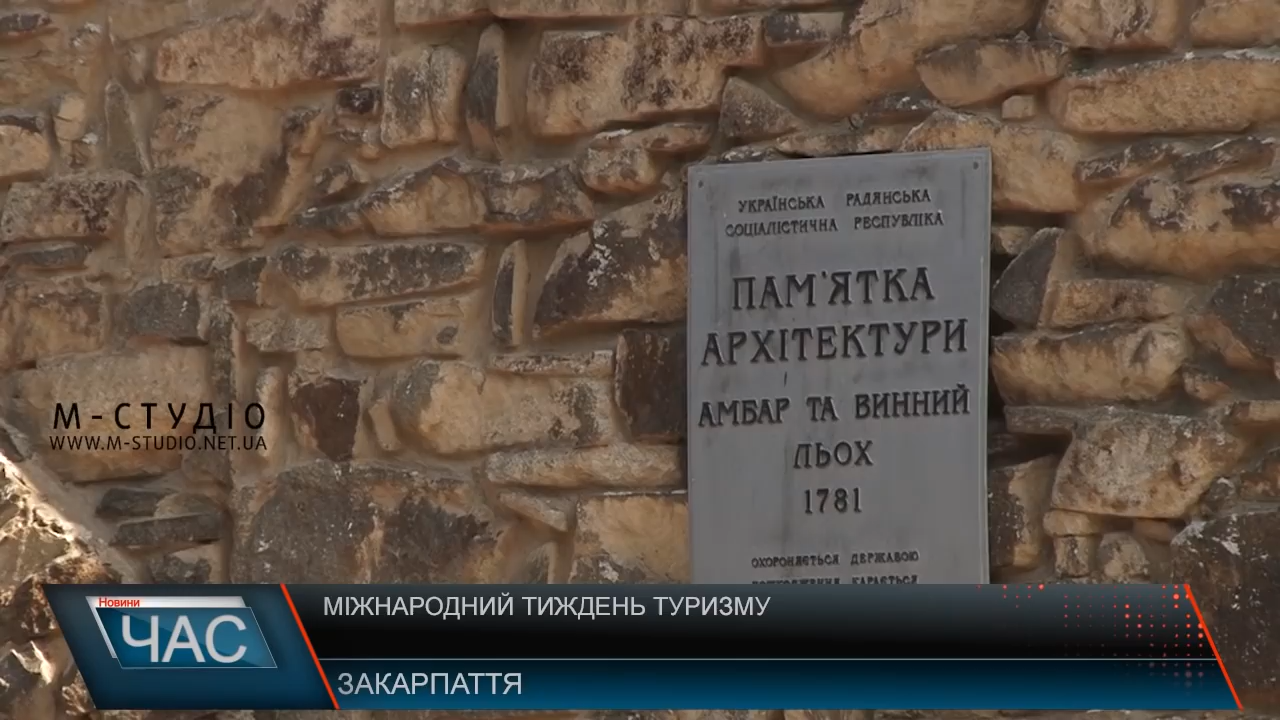 УКРАЇНСЬКА РАДЯНСЬКА
СОЦІАЛІСТИЧНА РЕСПУБЛІКА
ПАМ'ЯТКА
АРХІТЕКТУРИ
АМБАР ТА ВИННИЙ
ЛЬОХ
1781
ОХОРОНЯЄТЬСЯ ДЕРЖАВОЮ
КАРАЄТЬСЯ
М-СТУДІО
WWW.M-STUDIO.NET.UA
Новини
ЧАС
МІЖНАРОДНИЙ ТИЖДЕНЬ ТУРИЗМУ
ЗАКАРПАТТЯ